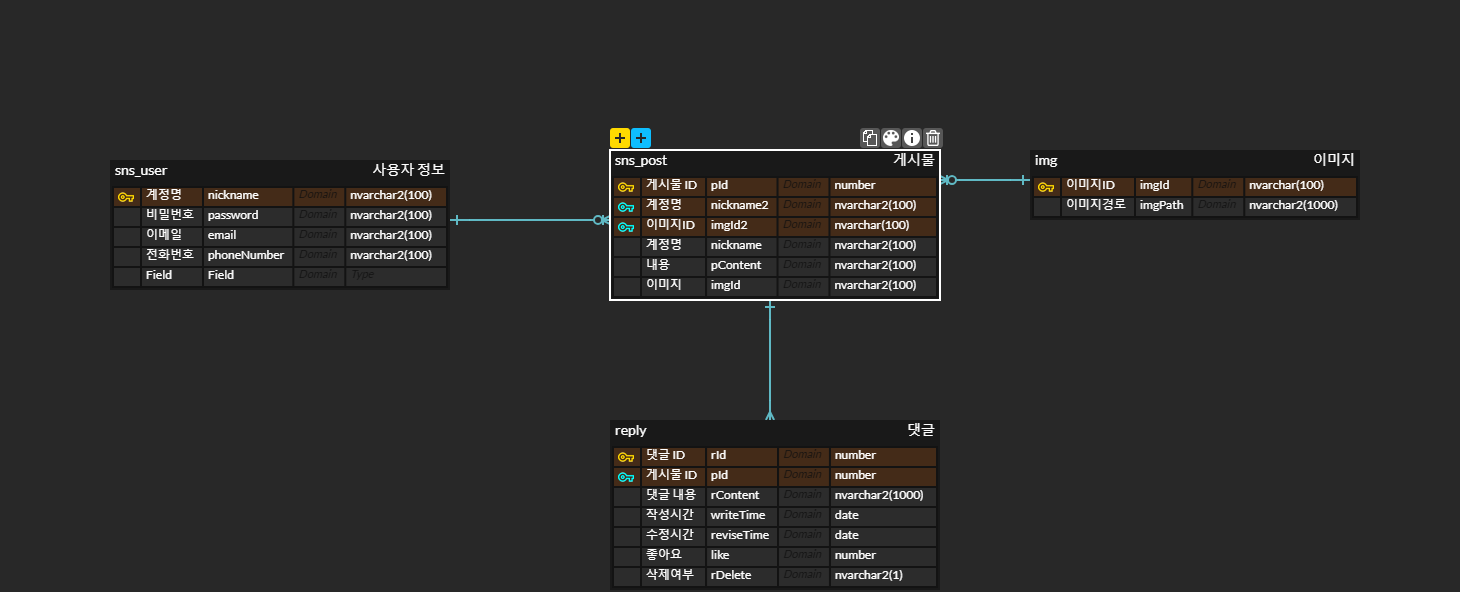 sns_user 사용자 정보
계정명 nickname Domain nvarchar2(100)
비밀번호 password Domain nvarchar2(100)
이메일 email Domain nvarchar2(100)
전화번호 phoneNumber Domain nvarchar2(100)
Field Field Domain Type
sns_post 게시물
게시물 ID pId Domain number
계정명 nickname2 Domain nvarchar2(100)
이미지ID imgId2 Domain nvarchar(100)
계정명 nickname Domain nvarchar2(100)
내용 pContent Domain nvarchar2(100)
이미지 imgId Domain nvarchar2(100)
img 이미지
이미지ID imgId Domain nvarchar(100)
이미지경로 imgPath Domain nvarchar2(1000)
reply 댓글
댓글 ID rId Domain number
게시물 ID pId Domain number
댓글 내용 rContent Domain nvarchar2(1000)
작성시간 writeTime Domain date
수정시간 reviseTime Domain date
좋아요 like Domain number
삭제여부 rDelete Domain nvarchar2(1)